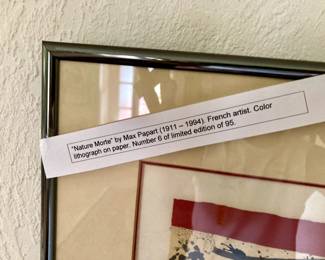 "Nature Morte" by Max Papart (1911 – 1994). French artist. Color
lithograph on paper. Number 6 of limited edition of 95.